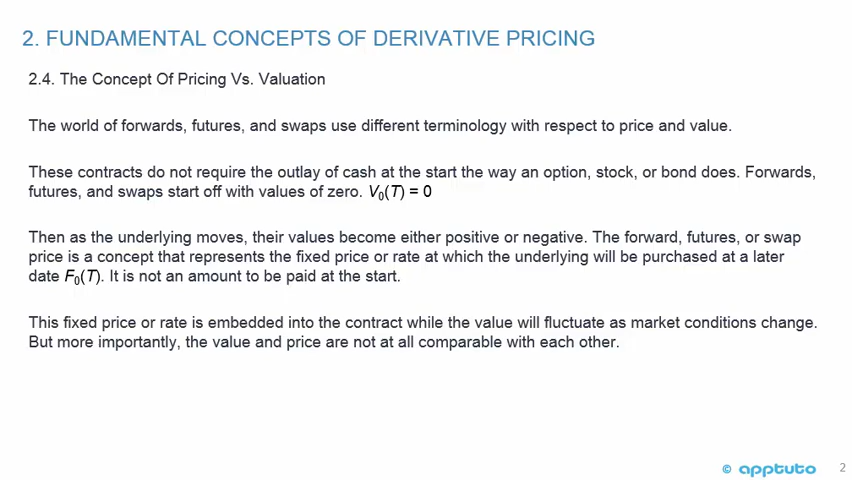 2. FUNDAMENTAL CONCEPTS OF DERIVATIVE PRICING
2.4. The Concept Of Pricing Vs. Valuation
The world of forwards, futures, and swaps use different terminology with respect to price and value.
These contracts do not require the outlay of cash at the start the way an option, stock, or bond does. Forwards,
futures, and swaps start off with values of zero. V₀(T) = 0
Then as the underlying moves, their values become either positive or negative. The forward, futures, or swap
price is a concept that represents the fixed price or rate at which the underlying will be purchased at a later
date F₀(T). It is not an amount to be paid at the start.
This fixed price or rate is embedded into the contract while the value will fluctuate as market conditions change.
But more importantly, the value and price are not at all comparable with each other.
© apptuto 2